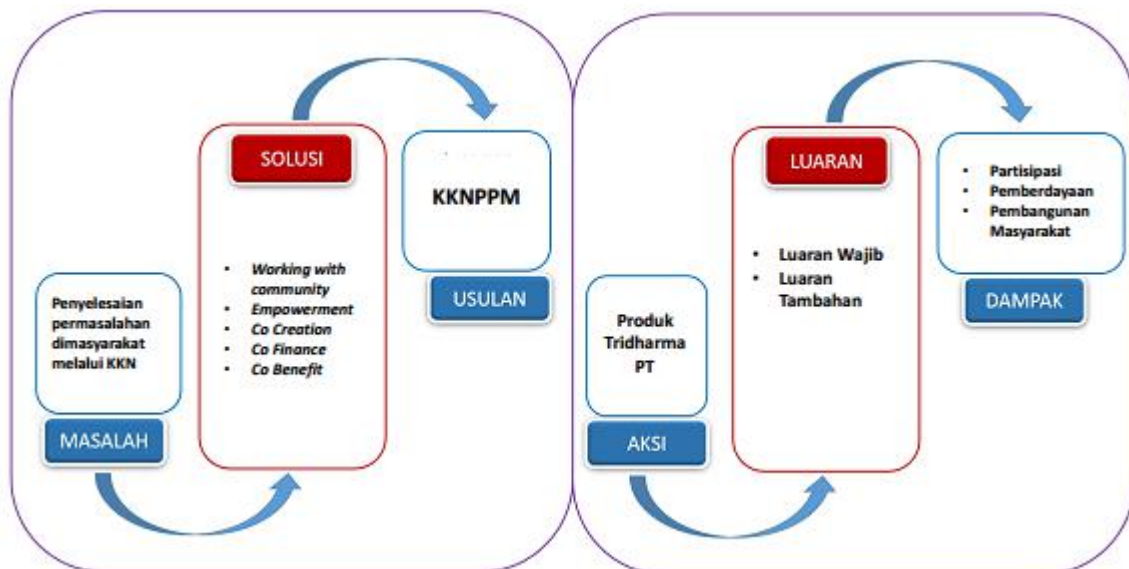 SOLUSI
• Working with
community
• Empowerment
• Co Creation
• Co Finance
• Co Benefit
KKNPPM
USULAN
Penyelesaian
permasalahan
dimasyarakat
melalui KKN
MASALAH
LUARAN
• Luaran Wajib
• Luaran
Tambahan
• Partisipasi
• Pemberdayaan
• Pembangunan
Masyarakat
DAMPAK
Produk
Tridharma
PT
AKSI